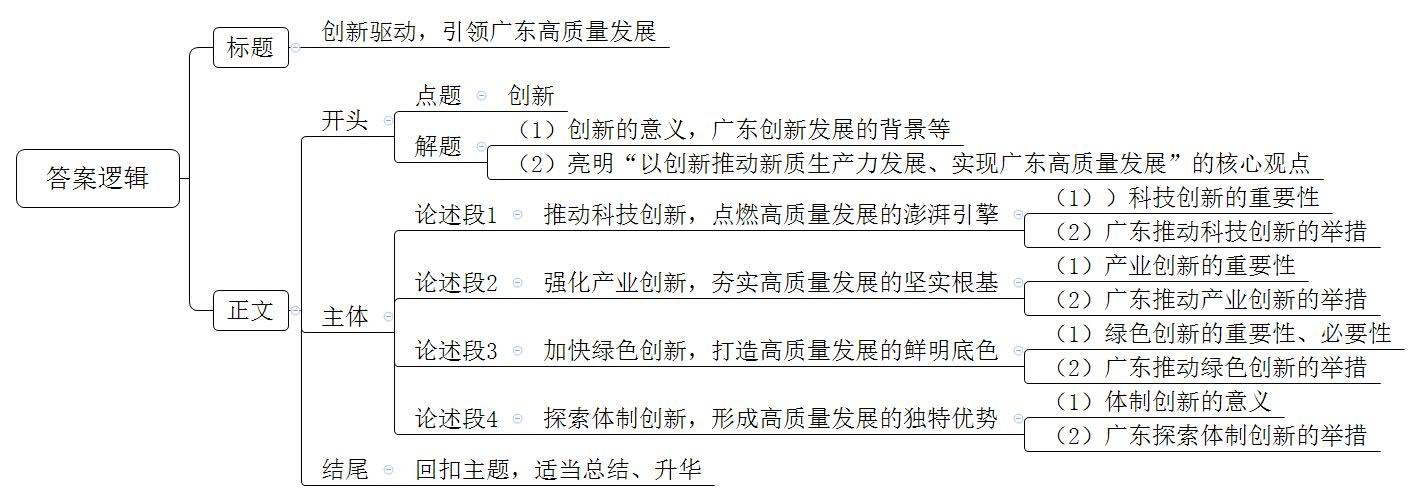 答案逻辑
标题
创新驱动，引领广东高质量发展
正文
开头
点题
创新
解题
（1）创新的意义，广东创新发展的背景等
（2）亮明“以创新推动新质生产力发展、实现广东高质量发展”的核心观点
主体
论述段1
推动科技创新，点燃高质量发展的澎湃引擎
（1））科技创新的重要性
（2）广东推动科技创新的举措
论述段2
强化产业创新，夯实高质量发展的坚实根基
（1）产业创新的重要性
（2）广东推动产业创新的举措
论述段3
加快绿色创新，打造高质量发展的鲜明底色
（1）绿色创新的重要性、必要性
（2）广东推动绿色创新的举措
论述段4
探索体制创新，形成高质量发展的独特优势
（1）体制创新的意义
（2）广东探索体制创新的举措
结尾
回扣主题，适当总结、升华